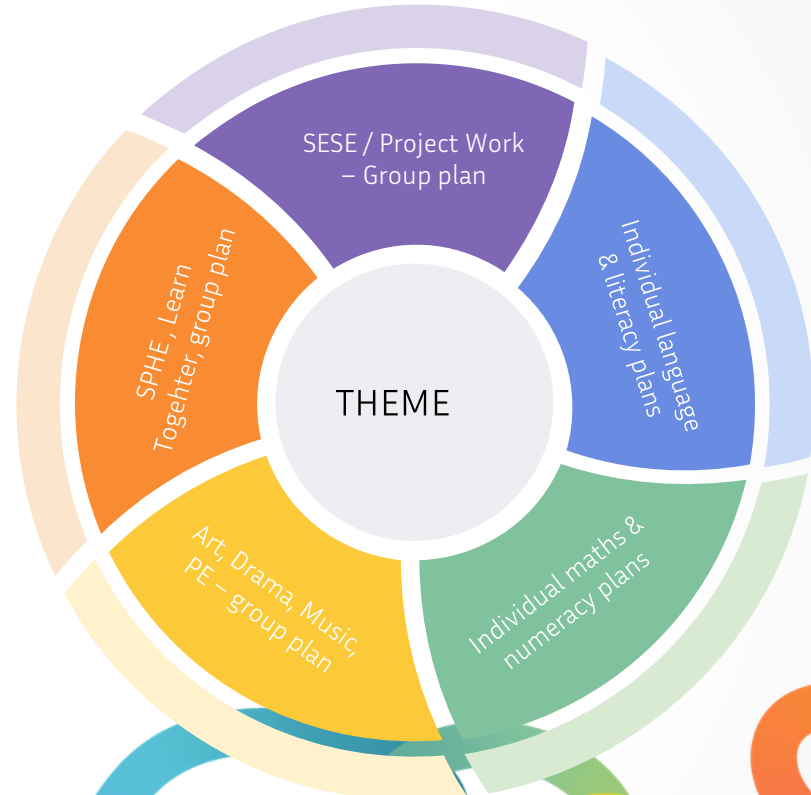 SESE / Project Work
– Group plan
Individual language
& literacy plans
Individual maths &
numeracy plans
Art, Drama, Music,
PE – group plan
SPHE , Learn
Togehter, group plan
THEME